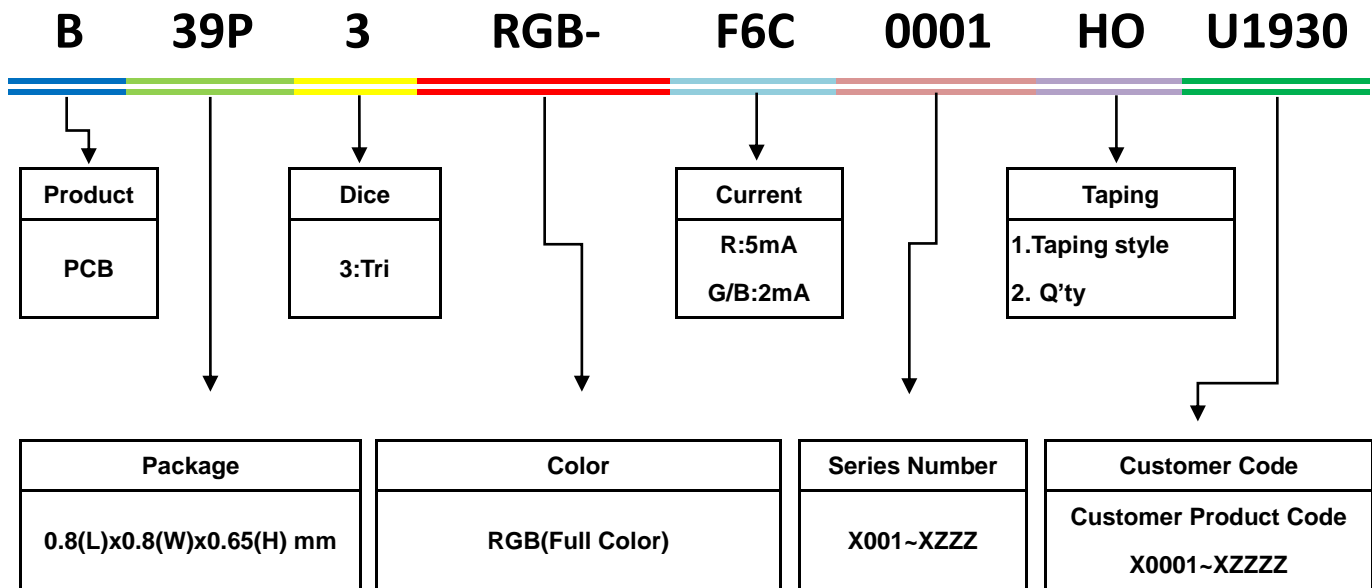 B 39P 3 RGB- F6C 0001 HO U1930
Product
PCB
Dice
3:Tri
Current
R:5mA
G/B:2mA
Taping
1.Taping style
2. Q’ty
Package
0.8(L)x0.8(W)x0.65(H) mm
Color
RGB(Full Color)
Series Number
X001~XZZZ
Customer Code
Customer Product Code
X0001~XZZZZ